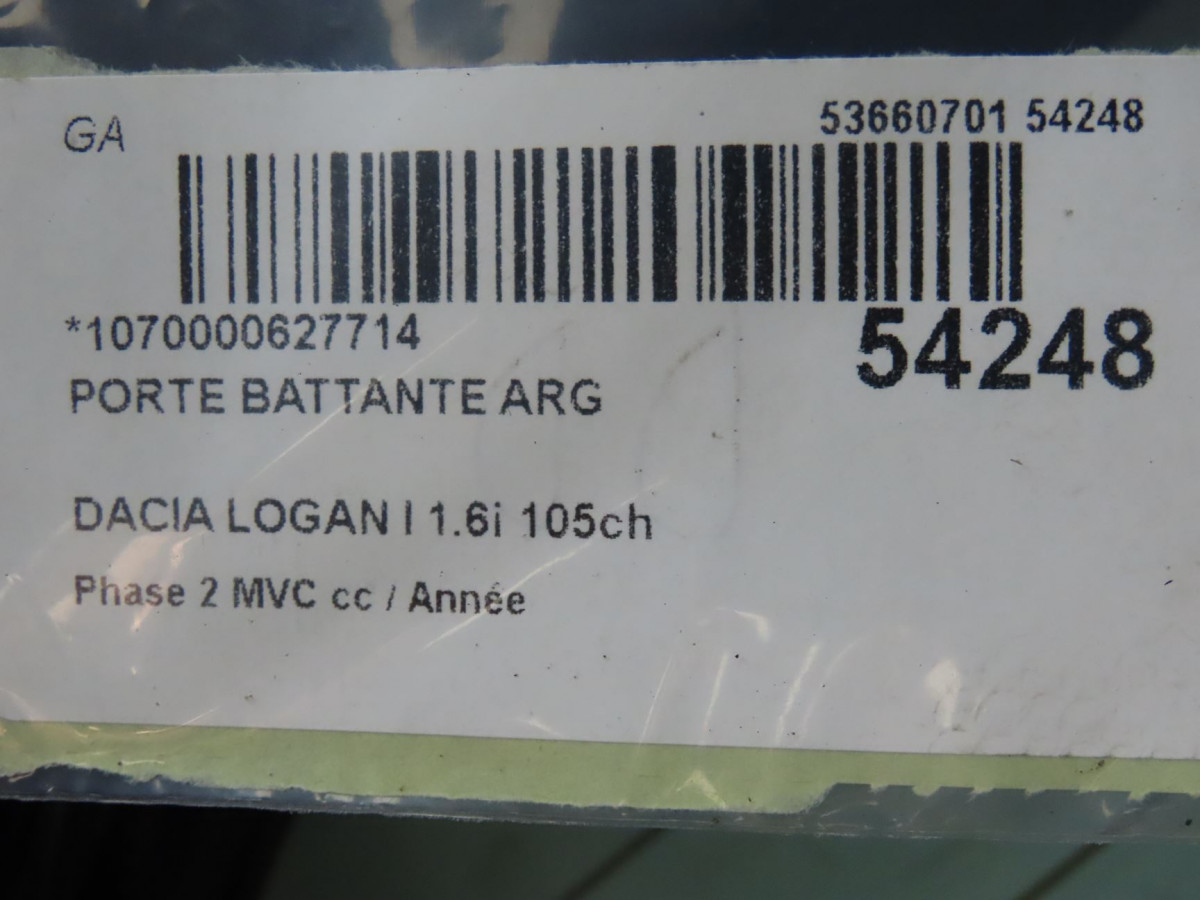 GA
53660701 54248
*1070000627714
54248
PORTE BATTANTE ARG
DACIA LOGAN I 1.6i 105ch
Phase 2 MVC cc / Année